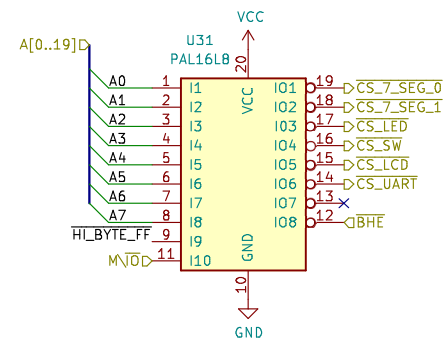 VCC
A[0..19]
U31
PAL16L8
20
A0 1 I1 VCC IO1 19 CS_7_SEG_0
A1 2 I2 IO2 18 CS_7_SEG_1
A2 3 I3 IO3 17 CS_LED
A3 4 I4 IO4 16 CS_SW
A4 5 I5 IO5 15 CS_LCD
A5 6 I6 IO6 14 CS_UART
A6 7 I7 IO7 13
A7 8 I8 IO8 12 BHE
HI_BYTE_FF 9 I9
M\IO 11 I10 GND
10
GND